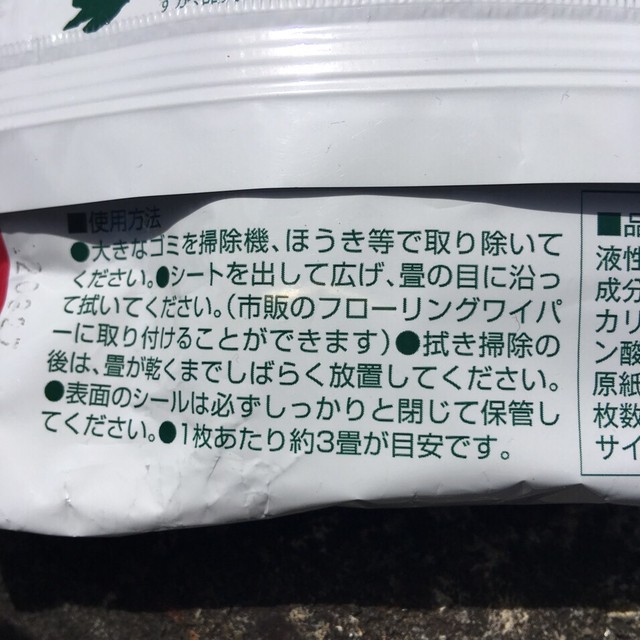 ■使用方法
●大きなゴミを掃除機、ほうき等で取り除いて
ください。●シートを出して広げ、畳の目に沿っ
て拭いてください。(市販のフローリングワイパ
ーに取り付けることができます)●拭き掃除の
後は、畳が乾くまでしばらく放置してください。
●表面のシールは必ずしっかりと閉じて保管し
てください。●1枚あたり約3畳が目安です。
■品
液性
成分
カリ
ン酸
原紙
枚数
サイ